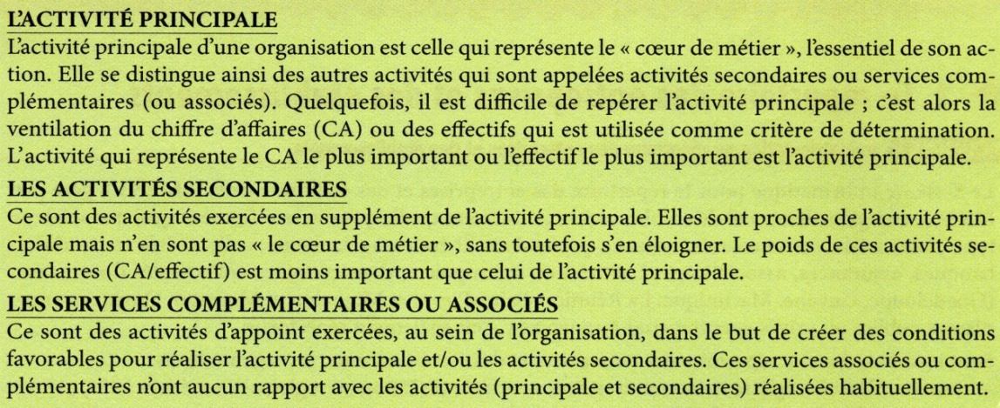 L'ACTIVITÉ PRINCIPALE
L'activité principale d'une organisation est celle qui représente le « cœur de métier », l'essentiel de son ac-
tion. Elle se distingue ainsi des autres activités qui sont appelées activités secondaires ou services com-
plémentaires (ou associés). Quelquefois, il est difficile de repérer l'activité principale ; c'est alors la
ventilation du chiffre d'affaires (CA) ou des effectifs qui est utilisée comme critère de détermination.
L'activité qui représente le CA le plus important ou l'effectif le plus important est l'activité principale.
LES ACTIVITÉS SECONDAIRES
Ce sont des activités exercées en supplément de l'activité principale. Elles sont proches de l'activité prin-
cipale mais n'en sont pas « le cœur de métier », sans toutefois s'en éloigner. Le poids de ces activités se-
condaires (CA/effectif) est moins important que celui de l'activité principale.
LES SERVICES COMPLÉMENTAIRES OU ASSOCIÉS
Ce sont des activités d'appoint exercées, au sein de l'organisation, dans le but de créer des conditions
favorables pour réaliser l'activité principale et/ou les activités secondaires. Ces services associés ou com-
plémentaires n'ont aucun rapport avec les activités (principale et secondaires) réalisées habituellement.